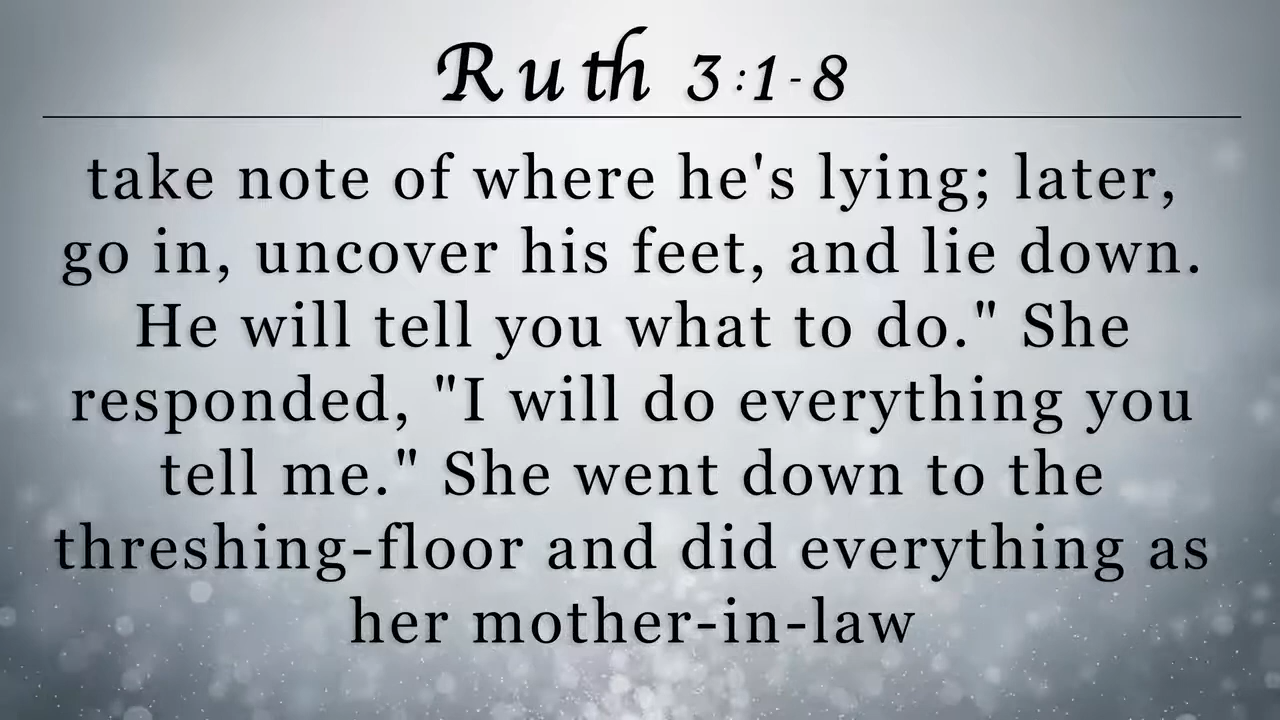 Ruth 3:1-8
take note of where he's lying; later,
go in, uncover his feet, and lie down.
He will tell you what to do." She
responded, "I will do everything you
tell me." She went down to the
threshing-floor and did everything as
her mother-in-law